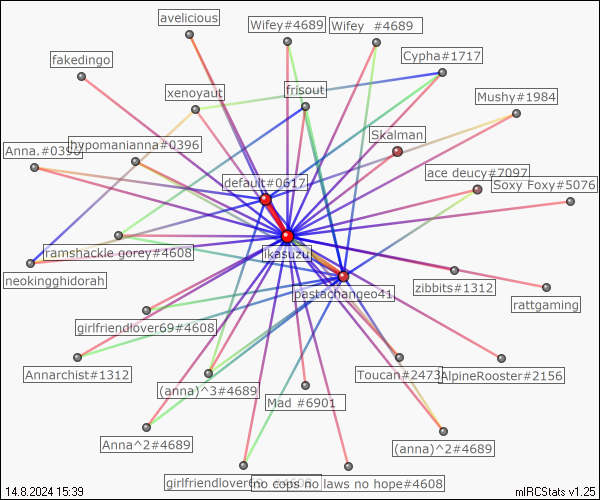 avelicious
Wifey#4689
Wifey #4689
fakedingo
Cypha#1717
xenoyaut
frisout
Mushy#1984
Skalman
Anna.#0390
hypomanianna#0396
ace deucy#7097
default#0617
Soxy Foxy#5076
ramshackle gorey#4608
likasuzu
neokingghidorah
pastachangeo41
zibbits#1312
rattgaming
girlfriendlover69#4608
Annarchist#1312
(anna)^3#4689
Toucan#2473
AlpineRooster#2156
Mad #6901
Anna^2#4689
(anna)^2#4689
no cops no laws no hope#4608
14.8.2024 15:39
mIRCStats v1.25